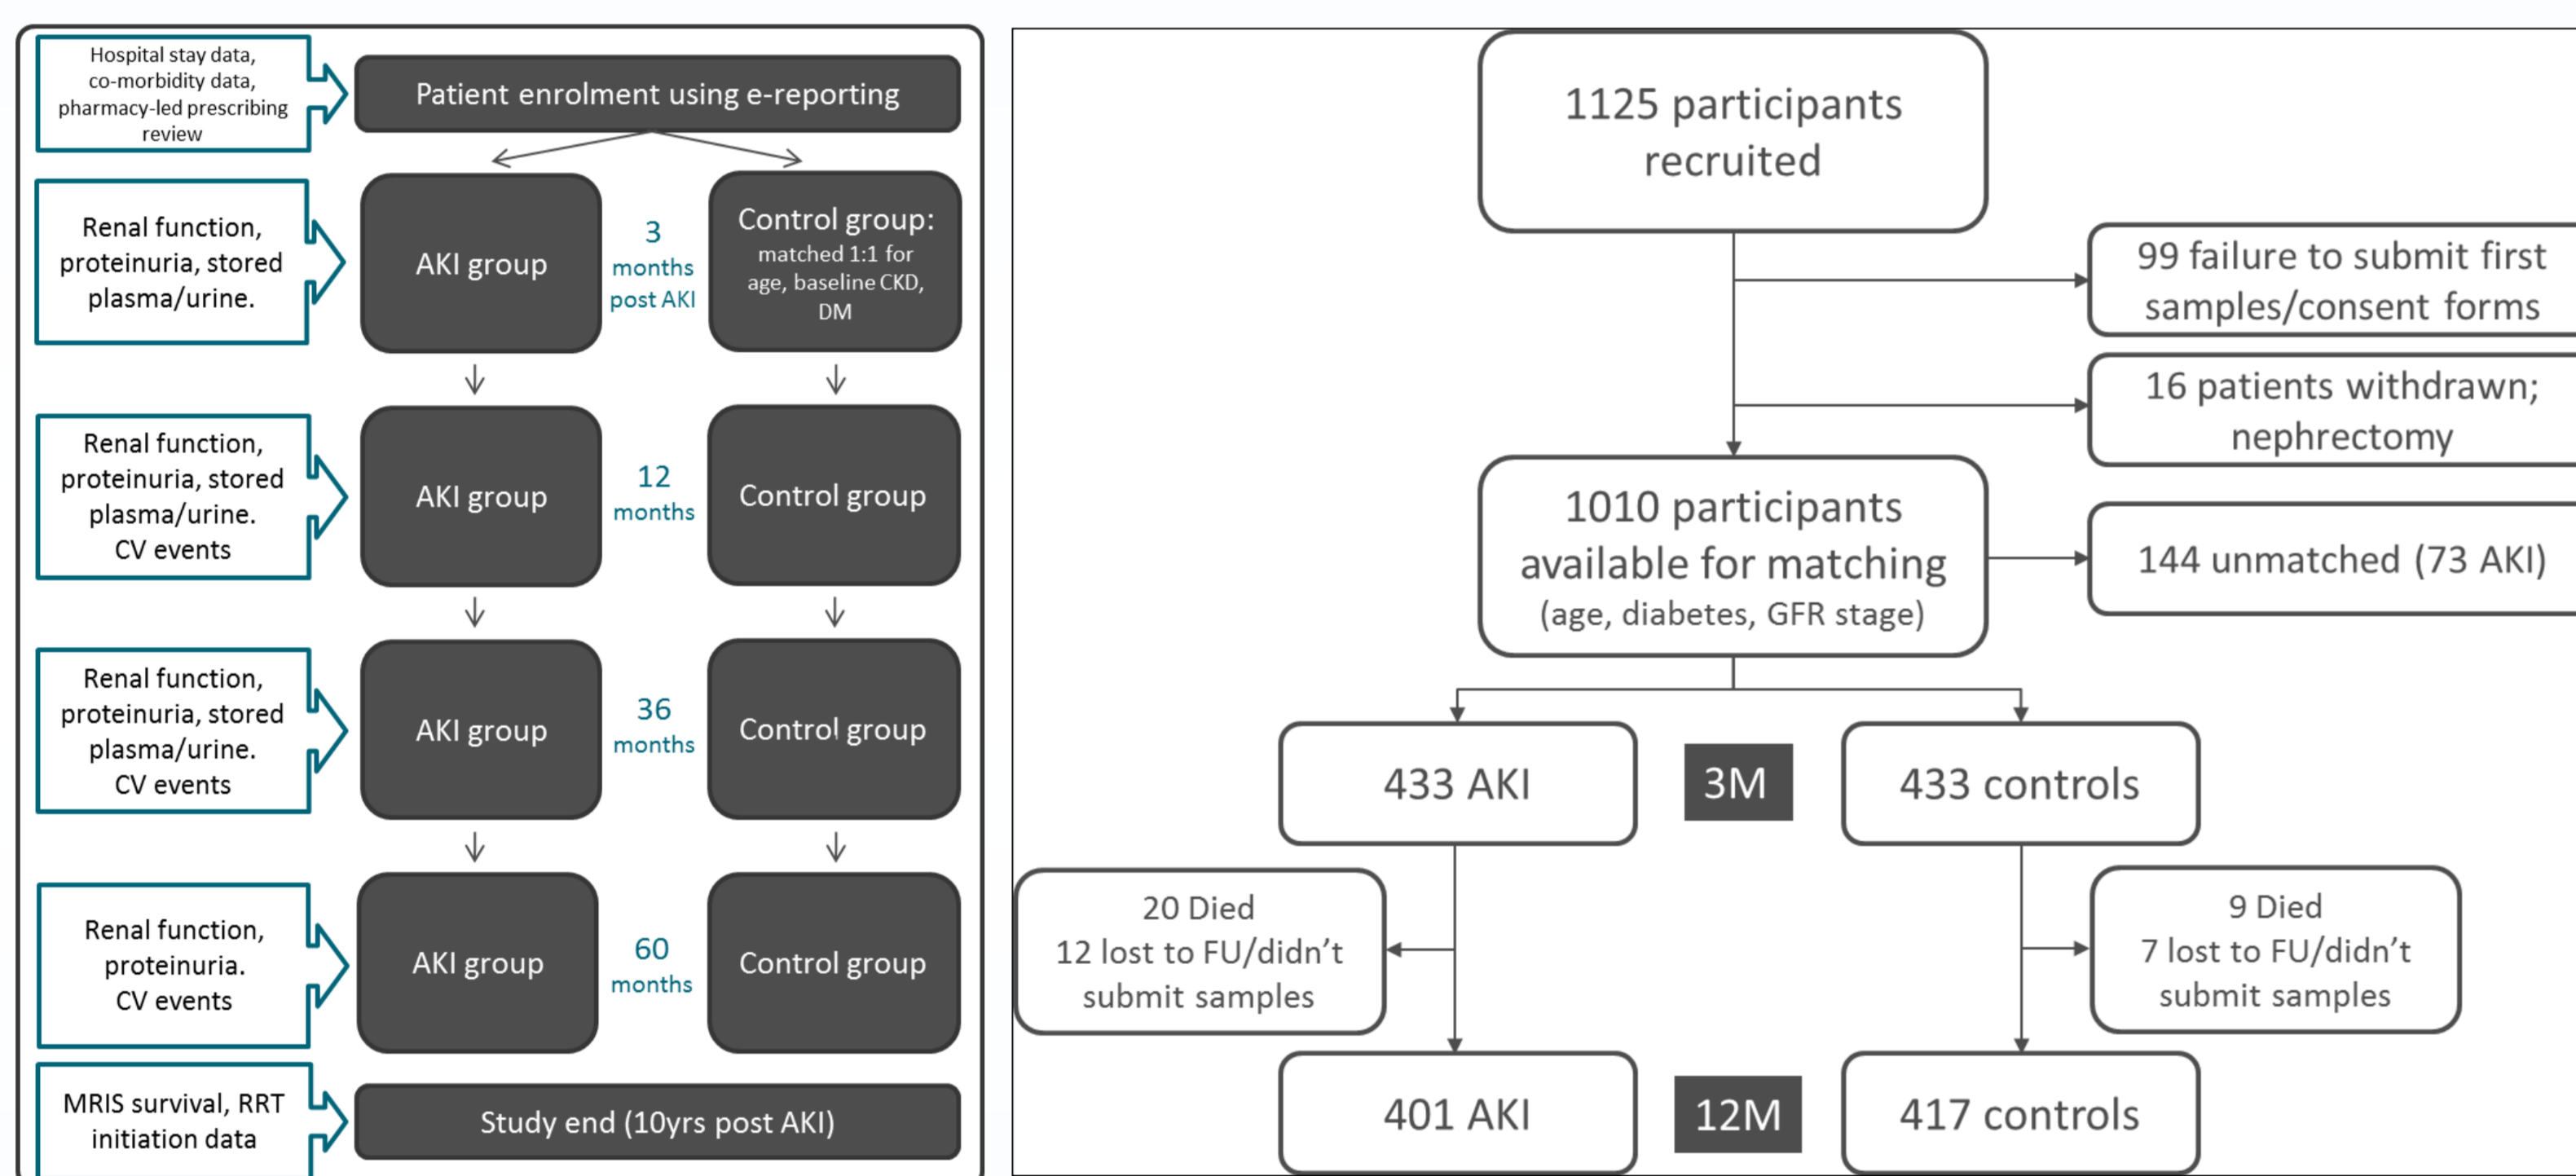 Hospital stay data,
co-morbidity data,
pharmacy-led prescribing
review
Patient enrolment using e-reporting
Renal function,
proteinuria, stored
plasma/urine.
AKI group
3
months
post AKI
Control group:
matched 1:1 for
age, baseline CKD,
DM
Renal function,
proteinuria, stored
plasma/urine.
CV events
AKI group
12
months
Control group
Renal function,
proteinuria, stored
plasma/urine.
CV events
AKI group
36
months
Control group
Renal function,
proteinuria.
CV events
AKI group
60
months
Control group
MRIS survival, RRT
initiation data
Study end (10yrs post AKI)
1125 participants
recruited
99 failure to submit first
samples/consent forms
16 patients withdrawn;
nephrectomy
1010 participants
available for matching
(age, diabetes, GFR stage)
144 unmatched (73 AKI)
433 AKI
3M
433 controls
20 Died
12 lost to FU/didn't
submit samples
9 Died
7 lost to FU/didn't
submit samples
401 AKI
12M
417 controls